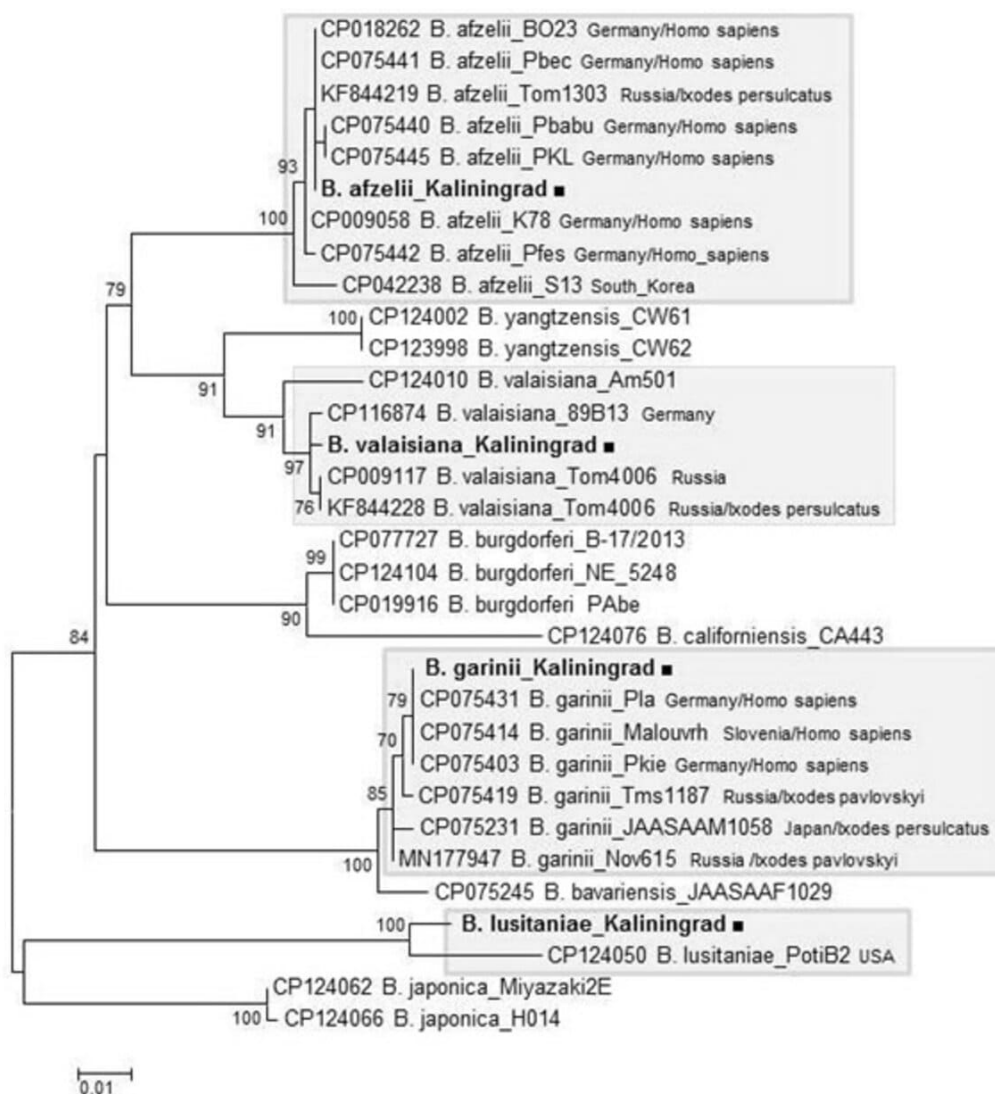 CP018262 B. afzelii_BO23 Germany/Homo sapiens
CP075441 B. afzelii_Pbec Germany/Homo sapiens
KF844219 B. afzelii_Tom1303 Russia/Ixodes persulcatus
CP075440 B. afzelii_Pbabu Germany/Homo sapiens
CP075445 B. afzelii_PKL Germany/Homo sapiens
93
B. afzelii_Kaliningrad ■
100
CP009058 B. afzelii_K78 Germany/Homo sapiens
CP075442 B. afzelii_Pfes Germany/Homo_sapiens
CP042238 B. afzelii_S13 South_Korea
79
100
CP124002 B. yangtzensis_CW61
CP123998 B. yangtzensis_CW62
91
CP124010 B. valaisiana_Am501
CP116874 B. valaisiana_89B13 Germany
91
B. valaisiana_Kaliningrad ■
97
CP009117 B. valaisiana_Tom4006 Russia
76
KF844228 B. valaisiana_Tom4006 Russia/Ixodes persulcatus
CP077727 B. burgdorferi_B-17/2013
99
CP124104 B. burgdorferi_NE_5248
CP019916 B. burgdorferi PAbe
90
CP124076 B. californiensis_CA443
84
B. garinii_Kaliningrad ■
79
CP075431 B. garinii_Pla Germany/Homo sapiens
CP075414 B. garinii_Malouvrh Slovenia/Homo sapiens
70
CP075403 B. garinii_Pkie Germany/Homo sapiens
CP075419 B. garinii_Tms1187 Russia/Ixodes pavlovskyi
85
CP075231 B. garinii_JAASAAM1058 Japan/Ixodes persulcatus
MN177947 B. garinii_Nov615 Russia /Ixodes pavlovskyi
100
CP075245 B. bavariensis_JAASAAF1029
100
B. lusitaniae_Kaliningrad ■
CP124050 B. lusitaniae_PotiB2 USA
CP124062 B. japonica_Miyazaki2E
100
CP124066 B. japonica_H014
0.01